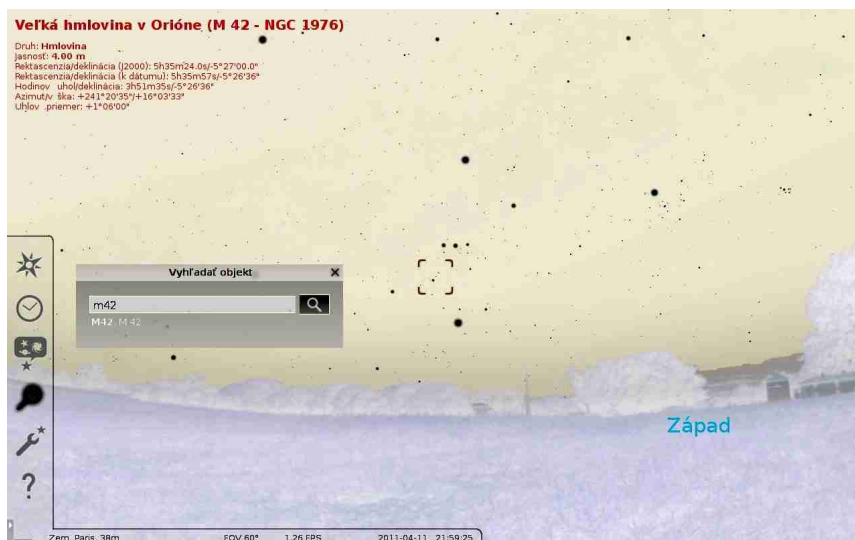 Veľká hmlovina v Orióne (M 42 - NGC 1976)
Druh: Hmlovina
Jasnosť: 4.00 m
Rektascenzia/deklinácia (J2000): 5h35m24.0s/-5°27'00.0"
Rektascenzia/deklinácia (k dátumu): 5h35m57s/-5°26'36"
Hodinov uhol/deklinácia: 3h51m35s/-5°26'36"
Azimut/v ška: +241°20'35"/+16°03'33"
Uhlov .priemer: +1°06'00"
Vyhľadať objekt
m42
M42, M 42
Západ
Zem, Paris, 38m FOV 60° 1.26 FPS 2011-04-11 21:59:25